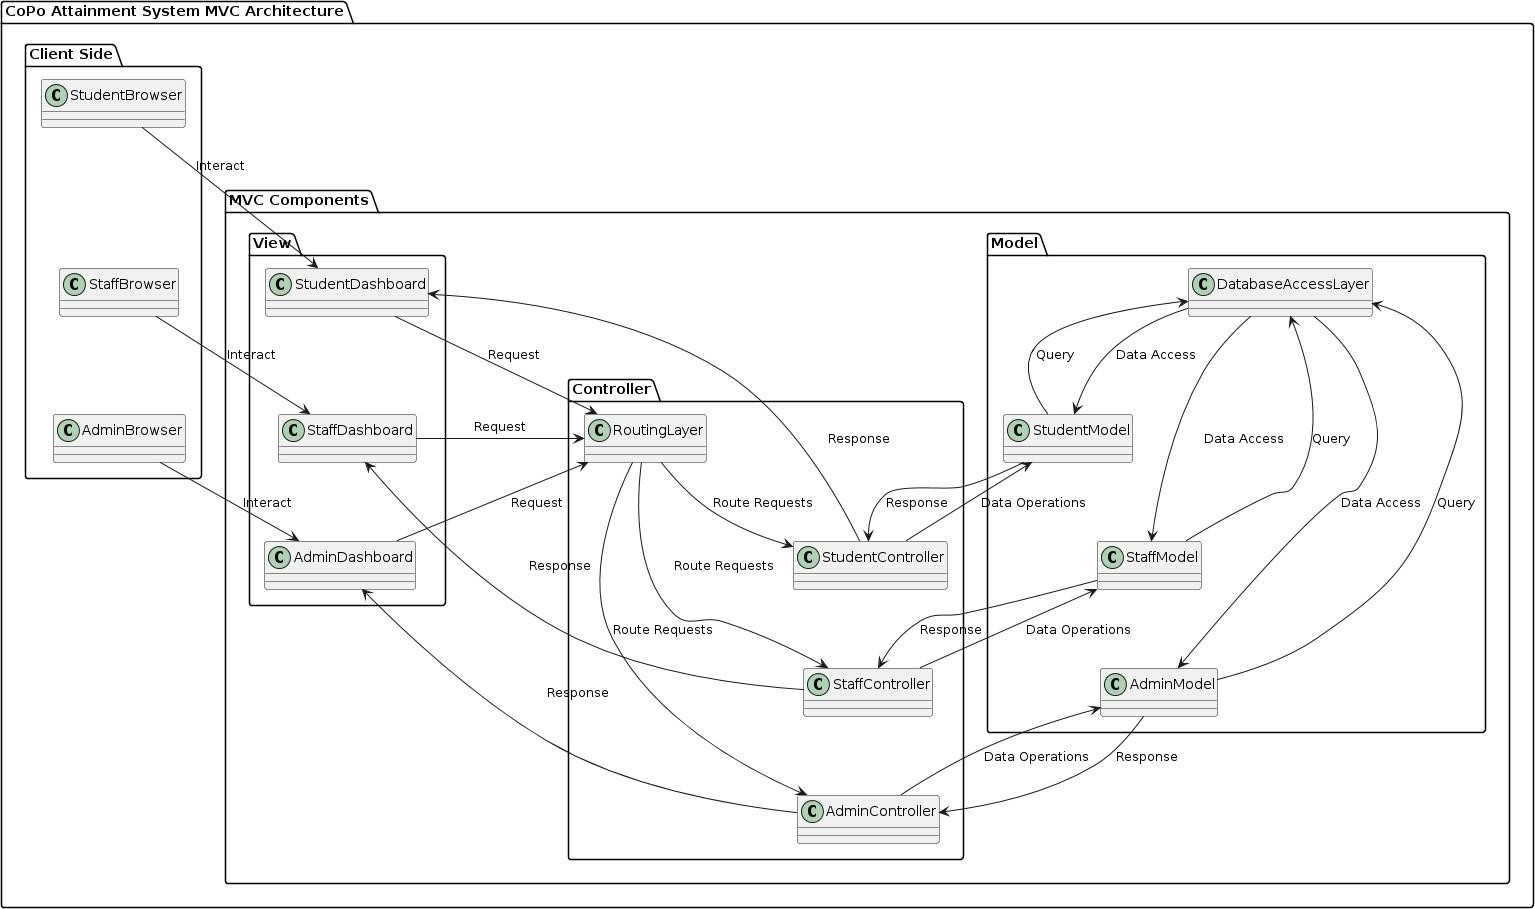 CoPo Attainment System MVC Architecture
Client Side
C StudentBrowser
Interact
MVC Components
View
Model
C StaffBrowser
C StudentDashboard
C DatabaseAccessLayer
Interact
Request
Query
Data Access
Controller
C AdminBrowser
C StaffDashboard
Request
C RoutingLayer
Response
C StudentModel
Data Access
Query
Interact
Request
Route Requests
Response
Data Operations
Data Access
Query
C AdminDashboard
Response
Route Requests
C StudentController
C StaffModel
Route Requests
Response
Data Operations
Response
C StaffController
C AdminModel
Data Operations
Response
C AdminController